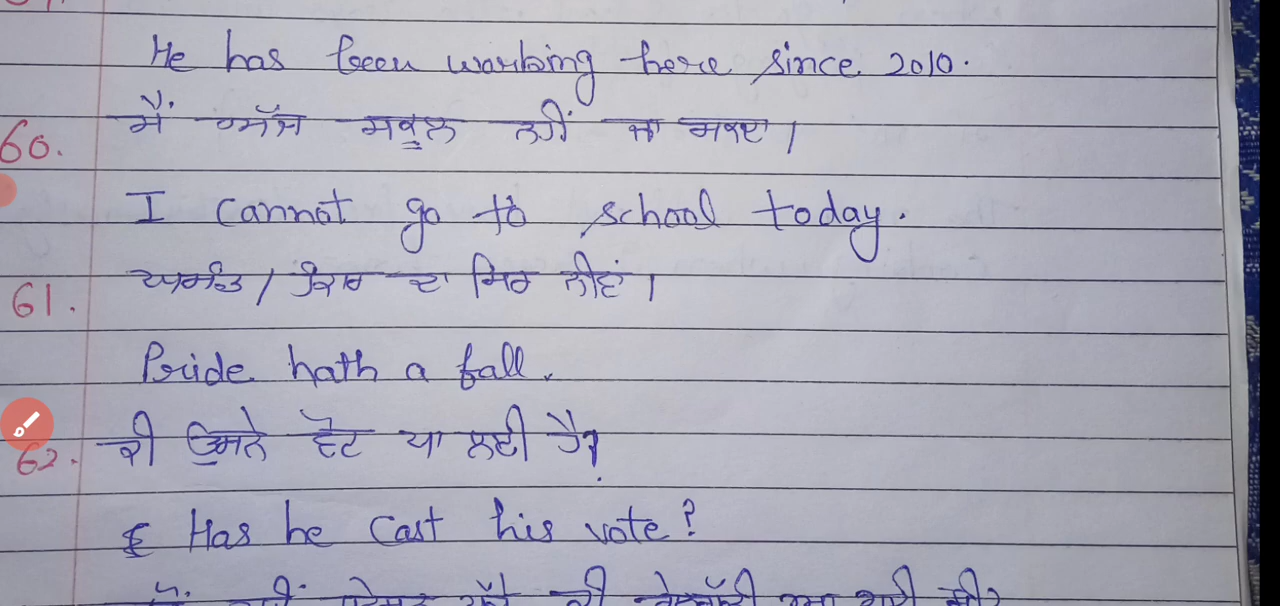 He has been working here since 2010.
60. ਮੈਂ ਅੱਜ ਸਕੂਲ ਨਹੀਂ ਜਾ ਸਕਦਾ।
I cannot go to school today.
61. ਘਮੰਡ / ਹੰਕਾਰ ਦਾ ਸਿਰ ਨੀਵਾਂ।
Pride hath a fall.
62. ਕੀ ਉਸਨੇ ਵੋਟ ਪਾ ਲਈ ਹੈ?
Has he cast his vote?